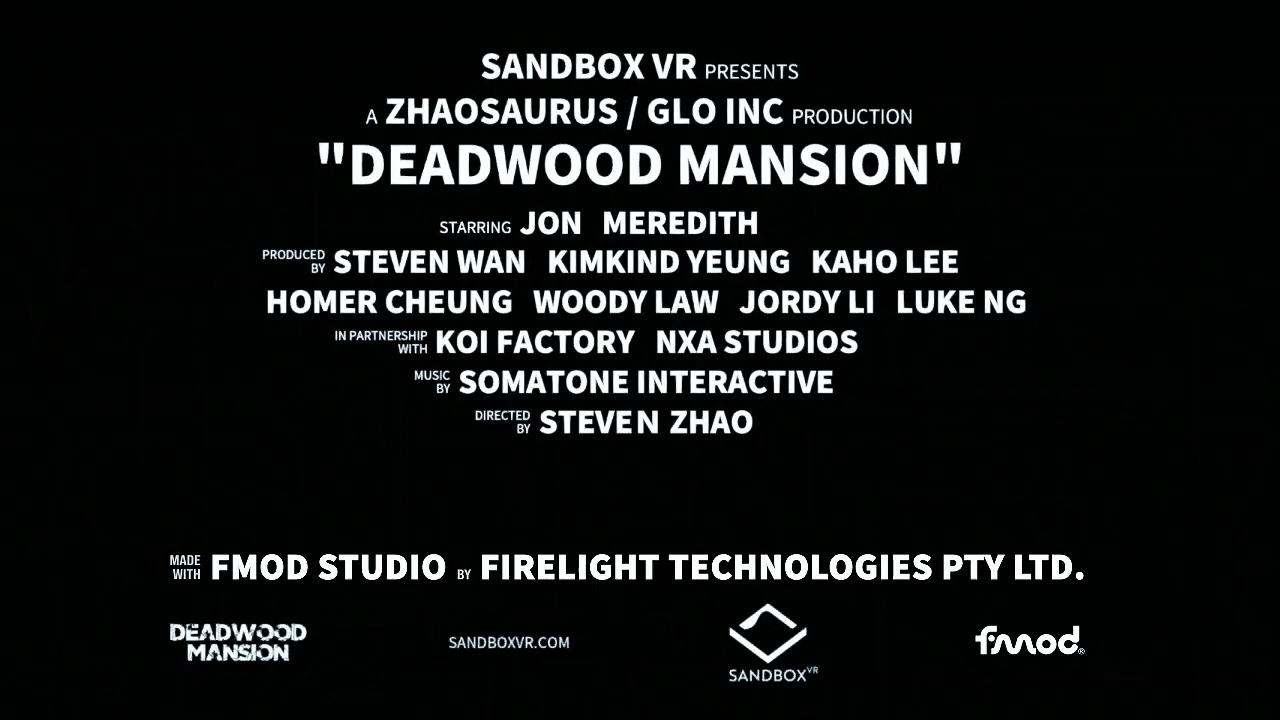 SANDBOX VR PRESENTS
A ZHAOSAURUS / GLO INC PRODUCTION
"DEADWOOD MANSION"
STARRING JON MEREDITH
PRODUCED BY STEVEN WAN KIMKIND YEUNG KAHO LEE
HOMER CHEUNG WOODY LAW JORDY LI LUKE NG
IN PARTNERSHIP WITH KOI FACTORY NXA STUDIOS
MUSIC BY SOMATONE INTERACTIVE
DIRECTED BY STEVEN ZHAO
MADE WITH FMOD STUDIO BY FIRELIGHT TECHNOLOGIES PTY LTD.
DEADWOOD MANSION
SANDBOXVR.COM
SANDBOX VR
fmod®